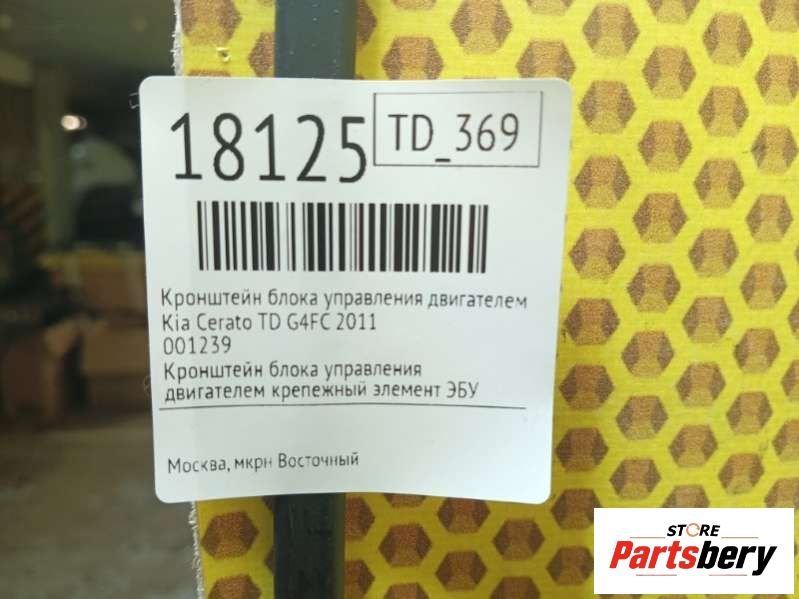 18125
TD_369
Кронштейн блока управления двигателем
Kia Cerato TD G4FC 2011
001239
Кронштейн блока управления
двигателем крепежный элемент ЭБУ
Москва, мкрн Восточный
STORE
Partsbery